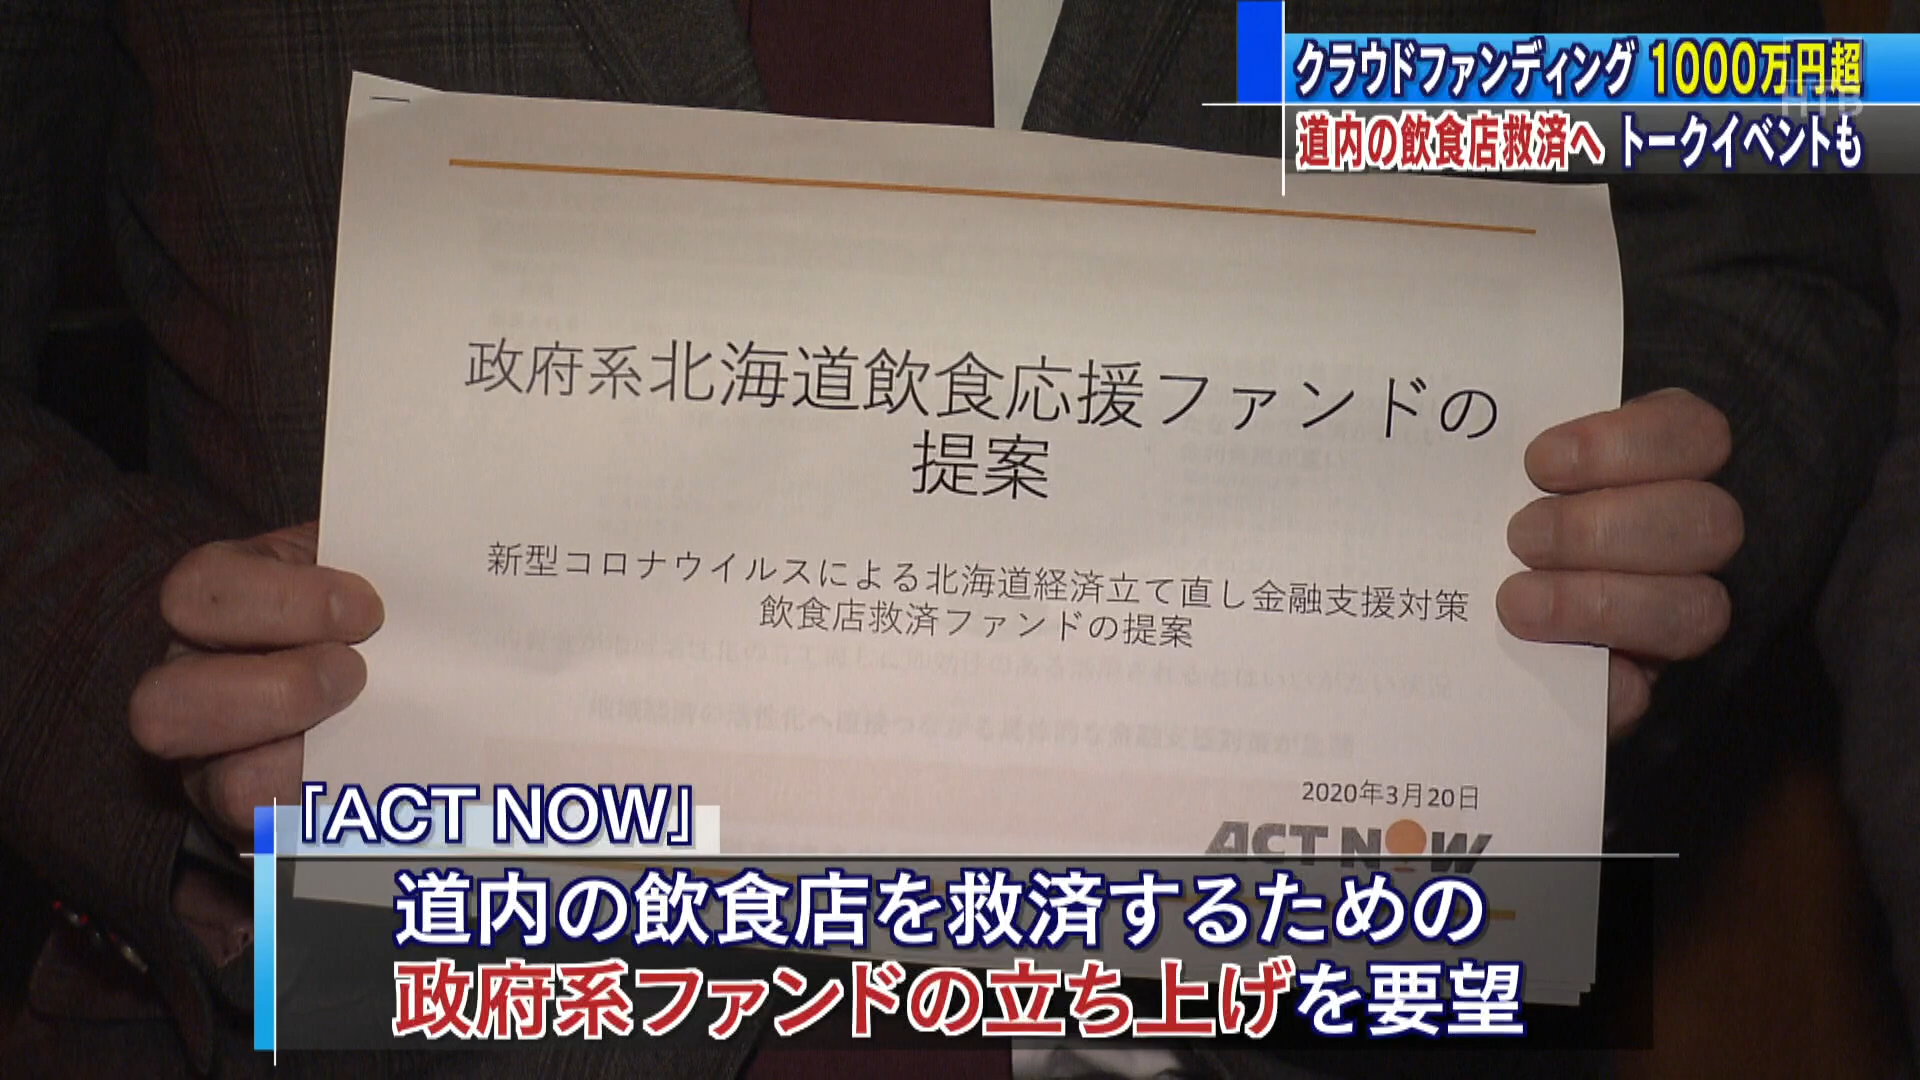 クラウドファンディング 1000万円超
HTB
道内の飲食店救済へ トークイベントも
政府系北海道飲食応援ファンドの
提案
新型コロナウイルスによる北海道経済立て直し金融支援対策
飲食店救済ファンドの提案
2020年3月20日
ACT NOW
「ACT NOW」
道内の飲食店を救済するための
政府系ファンドの立ち上げを要望